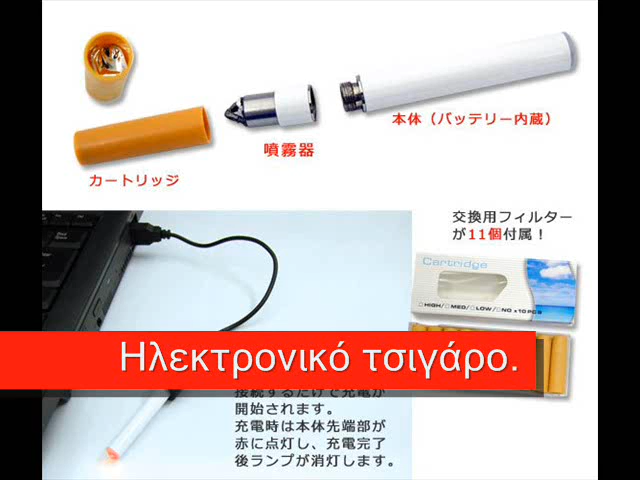 本体（バッテリー内蔵）
噴霧器
カートリッジ
交換用フィルター
が11個付属！
Cartridge
□HIGH/□MED/□LOW/□NO x10PCS
Ηλεκτρονικό τσιγάρο.
接続するだけで充電が
開始されます。
充電時は本体先端部が
赤に点灯し、充電完了
後ランプが消灯します。